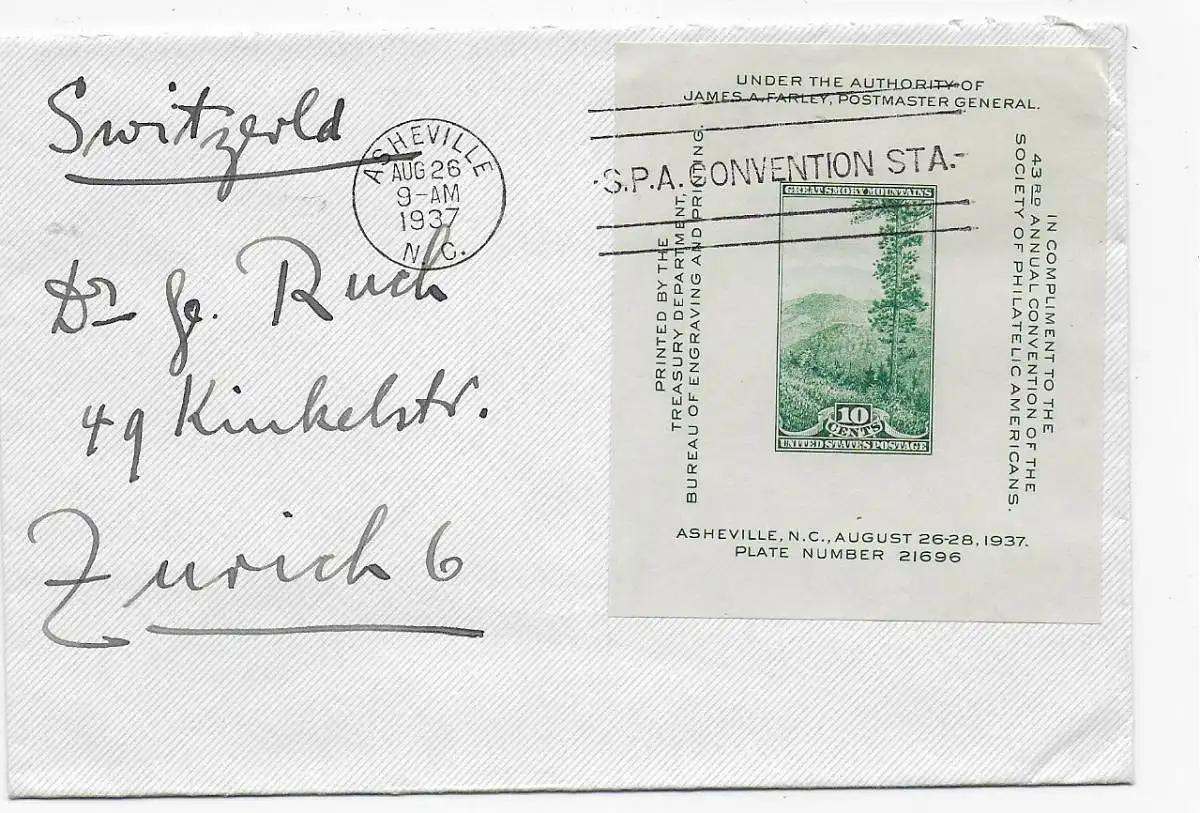 Switzerld
Dr Ge. Ruch
49 Kinkelstr.
Zurich 6
ASHEVILLE
AUG 26
9-AM
1937
N.C.
S.P.A. CONVENTION STA.
UNDER THE AUTHORITY OF
JAMES A. FARLEY, POSTMASTER GENERAL.
PRINTED BY THE
TREASURY DEPARTMENT,
BUREAU OF ENGRAVING AND PRINTING.
GREAT SMOKY MOUNTAINS
10
CENTS
UNITED STATES POSTAGE
IN COMPLIMENT TO THE
43RD ANNUAL CONVENTION OF THE
SOCIETY OF PHILATELIC AMERICANS.
ASHEVILLE, N.C., AUGUST 26-28, 1937.
PLATE NUMBER 21696